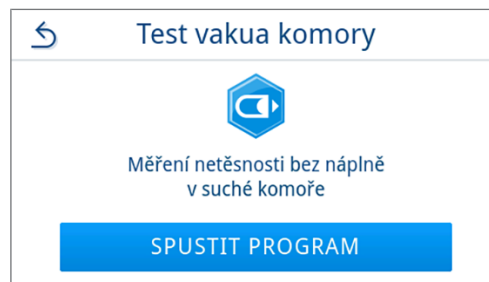 Test vakua komory
Měření netěsnosti bez náplně
v suché komoře
SPUSTIT PROGRAM